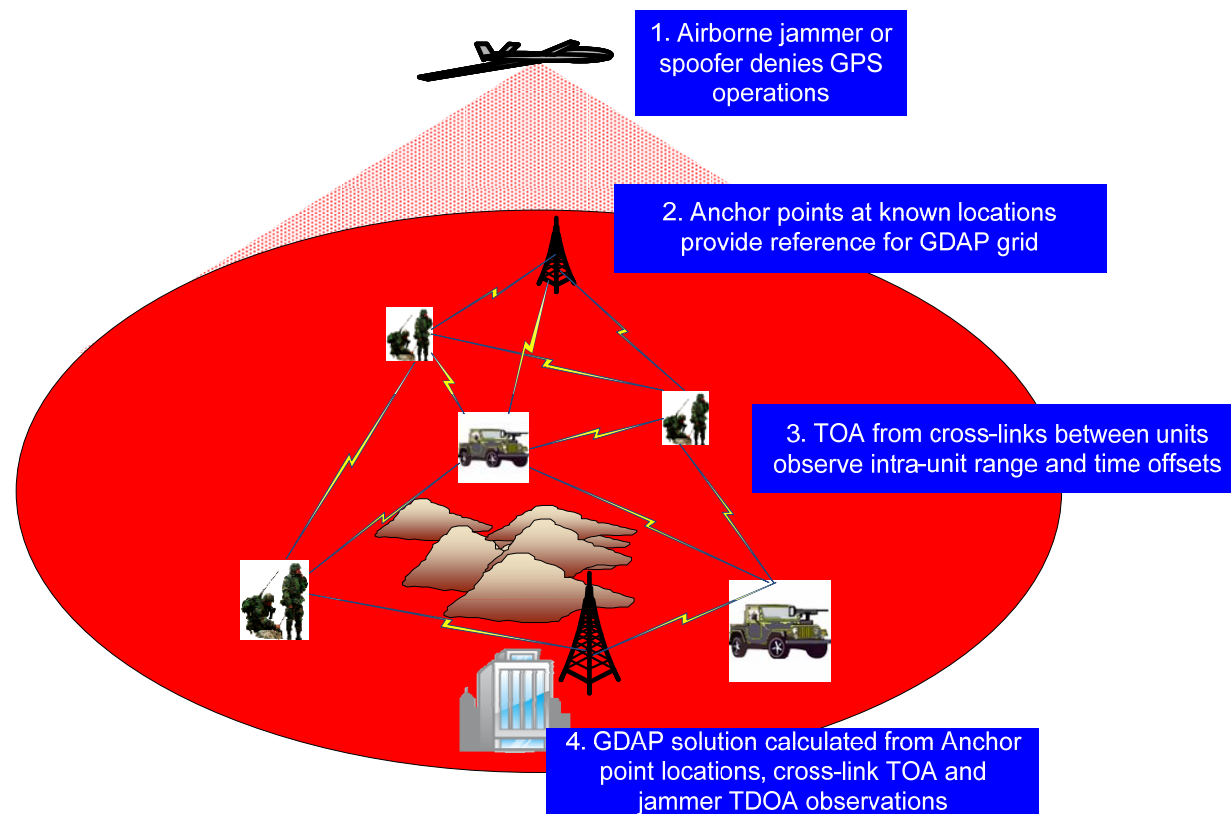 1. Airborne jammer or
spoofer denies GPS
operations
2. Anchor points at known locations
provide reference for GDAP grid
3. TOA from cross-links between units
observe intra-unit range and time offsets
4. GDAP solution calculated from Anchor
point locations, cross-link TOA and
jammer TDOA observations